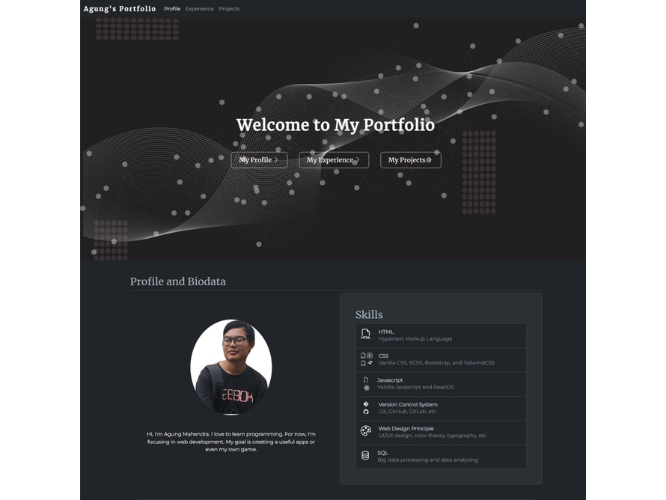 Agung's Portfolio Profile Experience Projects
Welcome to My Portfolio
My Profile My Experience My Projects
Profile and Biodata
Hi, I'm Agung Mahendra. I love to learn programming. For now, I'm
focusing in web development. My goal is creating a useful apps or
even my own game.
Skills
HTML
Hypertext Markup Language
CSS
Vanilla CSS, SCSS, Bootstrap, and TailwindCSS
Javascript
Vanilla Javascript and ReactJS
Version Control System
Git, GitHub, GitLab, etc
Web Design Principle
UI/UX design, color theory, typography, etc
SQL
Big data processing and data analyzing